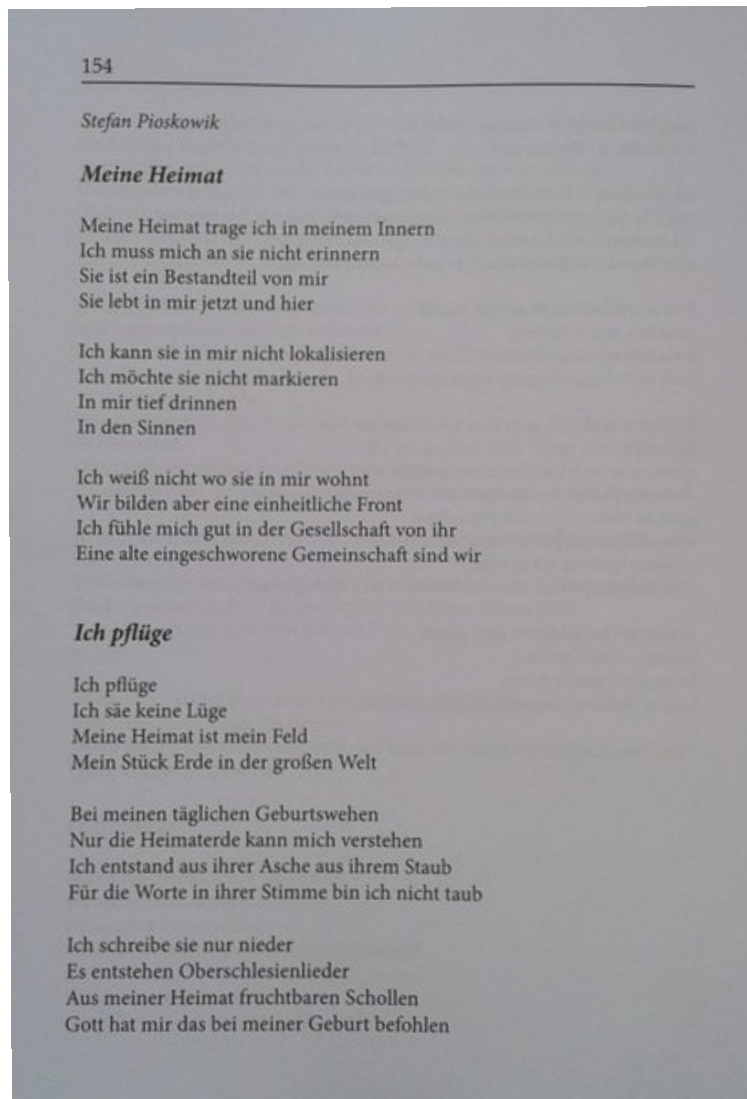 154
Stefan Pioskowik
Meine Heimat
Meine Heimat trage ich in meinem Innern
Ich muss mich an sie nicht erinnern
Sie ist ein Bestandteil von mir
Sie lebt in mir jetzt und hier
Ich kann sie in mir nicht lokalisieren
Ich möchte sie nicht markieren
In mir tief drinnen
In den Sinnen
Ich weiß nicht wo sie in mir wohnt
Wir bilden aber eine einheitliche Front
Ich fühle mich gut in der Gesellschaft von ihr
Eine alte eingeschworene Gemeinschaft sind wir
Ich pflüge
Ich pflüge
Ich säe keine Lüge
Meine Heimat ist mein Feld
Mein Stück Erde in der großen Welt
Bei meinen täglichen Geburtswehen
Nur die Heimaterde kann mich verstehen
Ich entstand aus ihrer Asche aus ihrem Staub
Für die Worte in ihrer Stimme bin ich nicht taub
Ich schreibe sie nur nieder
Es entstehen Oberschlesienlieder
Aus meiner Heimat fruchtbaren Schollen
Gott hat mir das bei meiner Geburt befohlen